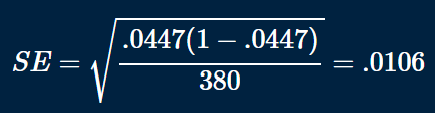 SE = √(.0447(1 − .0447) / 380) = .0106